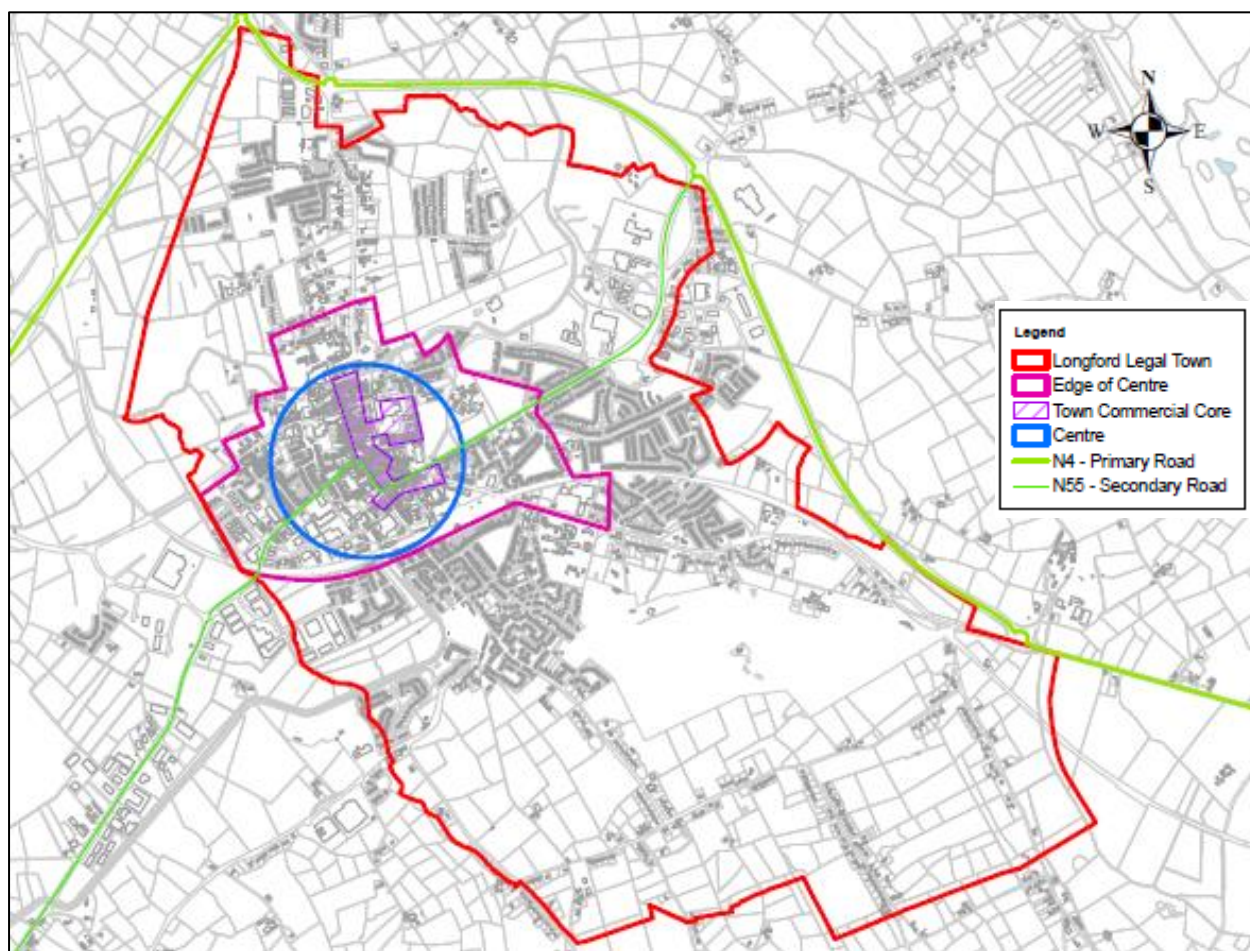 N
W E
S
Legend
Longford Legal Town
Edge of Centre
Town Commercial Core
Centre
N4 - Primary Road
N55 - Secondary Road